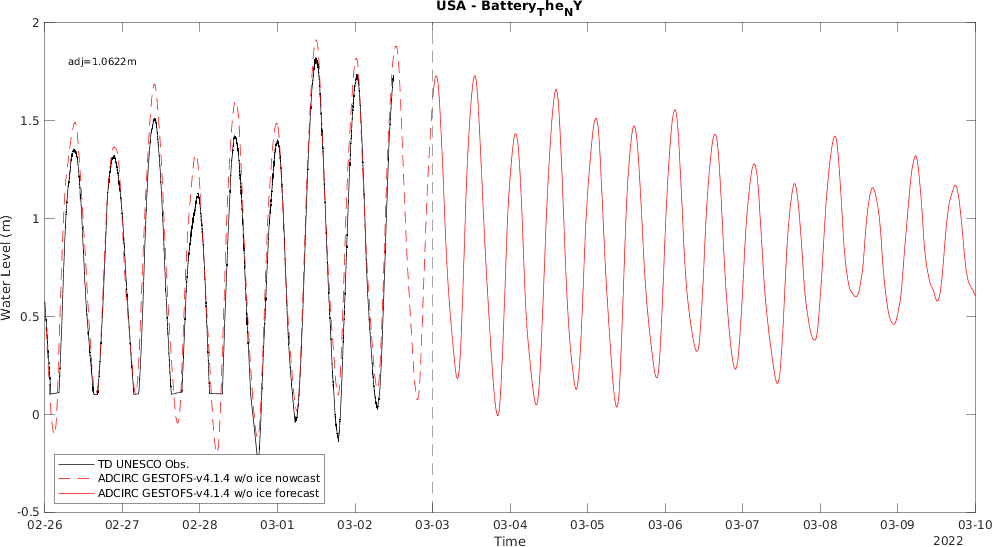 USA - Battery_The_NY
adj=1.0622m
2
1.5
1
0.5
0
-0.5
Water Level (m)
TD UNESCO Obs.
ADCIRC GESTOFS-v4.1.4 w/o ice nowcast
ADCIRC GESTOFS-v4.1.4 w/o ice forecast
02-26 02-27 02-28 03-01 03-02 03-03 03-04 03-05 03-06 03-07 03-08 03-09 03-10
Time
2022